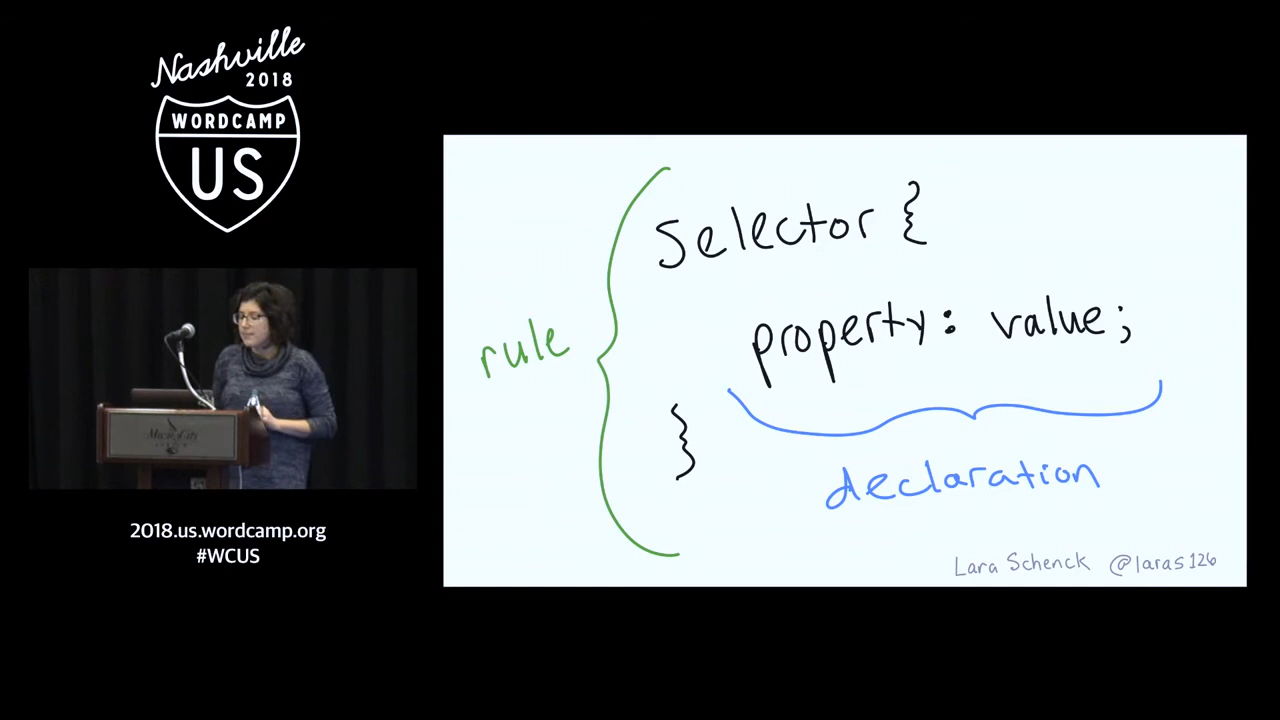 Nashville
2018
WORDCAMP
US
2018.us.wordcamp.org
#WCUS
Selector {
property: value;
}
rule
declaration
Lara Schenck @laras126